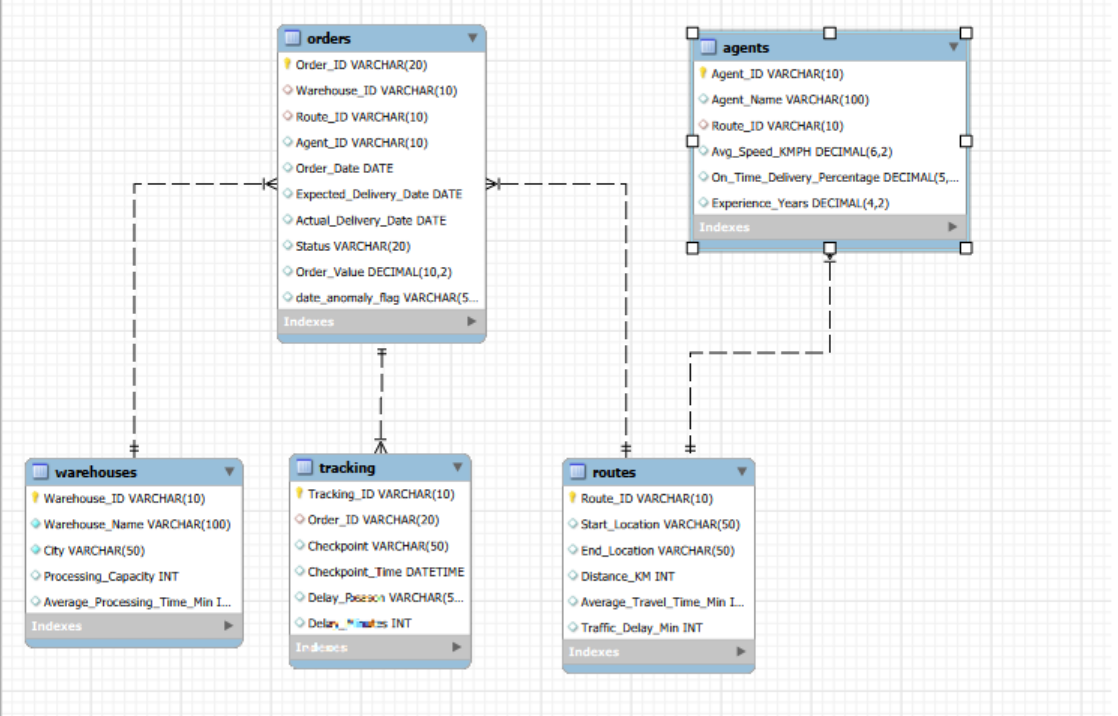 orders
Order_ID VARCHAR(20)
Warehouse_ID VARCHAR(10)
Route_ID VARCHAR(10)
Agent_ID VARCHAR(10)
Order_Date DATE
Expected_Delivery_Date DATE
Actual_Delivery_Date DATE
Status VARCHAR(20)
Order_Value DECIMAL(10,2)
date_anomaly_flag VARCHAR(5...
Indexes
agents
Agent_ID VARCHAR(10)
Agent_Name VARCHAR(100)
Route_ID VARCHAR(10)
Avg_Speed_KMPH DECIMAL(6,2)
On_Time_Delivery_Percentage DECIMAL(5,...
Experience_Years DECIMAL(4,2)
Indexes
warehouses
Warehouse_ID VARCHAR(10)
Warehouse_Name VARCHAR(100)
City VARCHAR(50)
Processing_Capacity INT
Average_Processing_Time_Min I...
Indexes
tracking
Tracking_ID VARCHAR(10)
Order_ID VARCHAR(20)
Checkpoint VARCHAR(50)
Checkpoint_Time DATETIME
Delay_Reason VARCHAR(5...
Delay_Minutes INT
Indexes
routes
Route_ID VARCHAR(10)
Start_Location VARCHAR(50)
End_Location VARCHAR(50)
Distance_KM INT
Average_Travel_Time_Min I...
Traffic_Delay_Min INT
Indexes